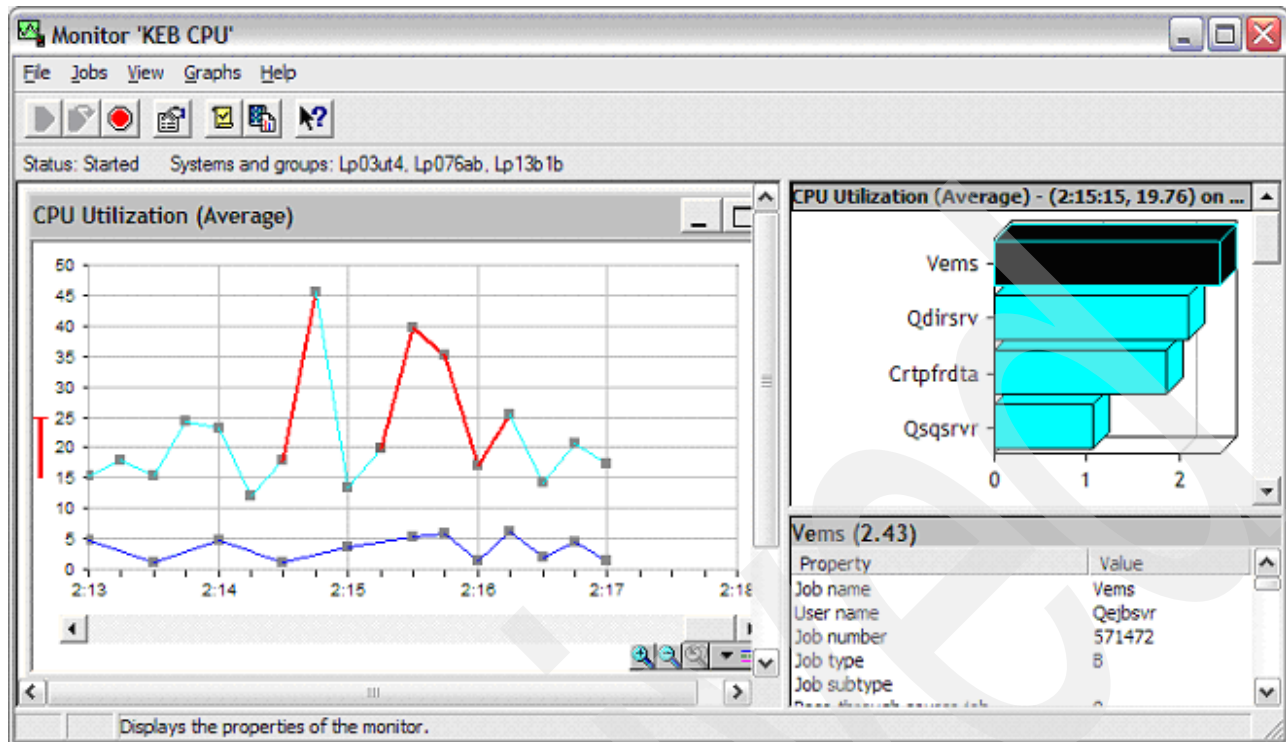 Monitor 'KEB CPU'
File Jobs View Graphs Help
Status: Started Systems and groups: Lp03ut4, Lp076ab, Lp13b1b
CPU Utilization (Average)
50
45
40
35
30
25
20
15
10
5
0
2:13 2:14 2:15 2:16 2:17 2:18
CPU Utilization (Average) - (2:15:15, 19.76) on ...
Vems
Qdirsrv
Crtpfrdta
Qsqsrvr
0 1 2
Vems (2.43)
Property Value
Job name Vems
User name Qejbsvr
Job number 571472
Job type B
Job subtype
Displays the properties of the monitor.